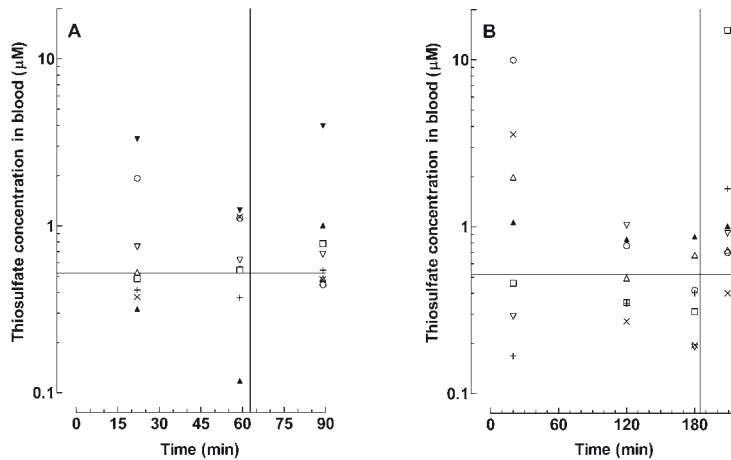 A
Thiosulfate concentration in blood (μM)
10
1
0.1
0 15 30 45 60 75 90
Time (min)
B
Thiosulfate concentration in blood (μM)
10
1
0.1
0 60 120 180
Time (min)